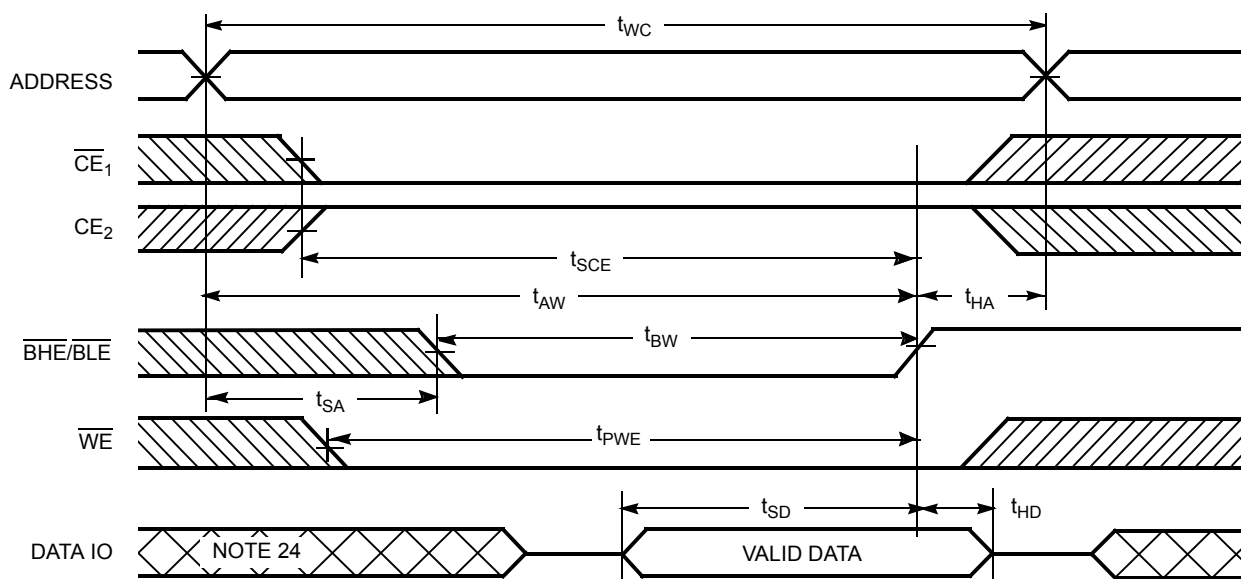 tWC
ADDRESS
CE1
CE2
tSCE
tAW
tHA
BHE/BLE
tBW
tSA
WE
tPWE
tSD
tHD
DATA IO
NOTE 24
VALID DATA